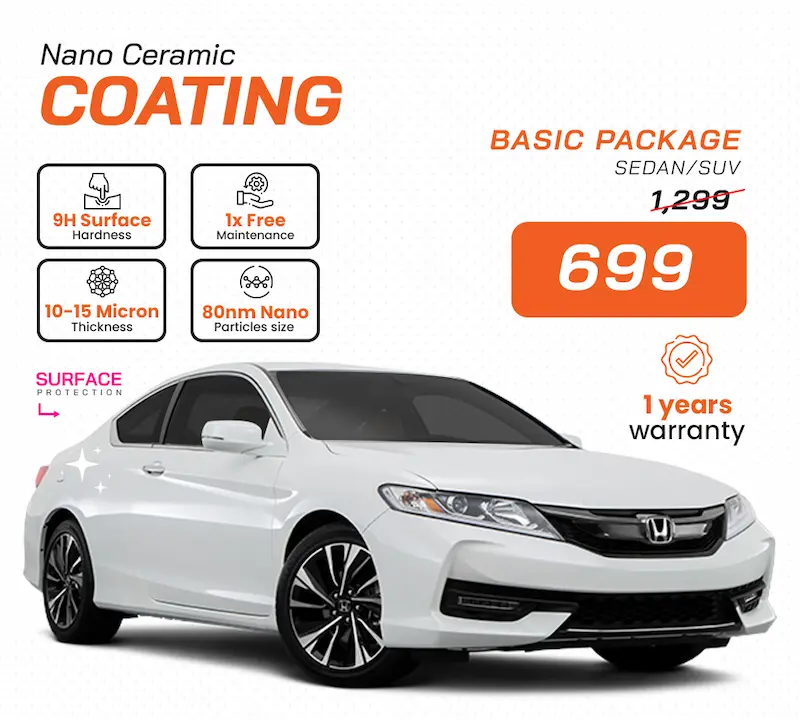 Nano Ceramic
COATING
9H Surface
Hardness
1x Free
Maintenance
10-15 Micron
Thickness
80nm Nano
Particles size
BASIC PACKAGE
SEDAN/SUV
1,299
699
1 years
warranty
SURFACE
PROTECTION